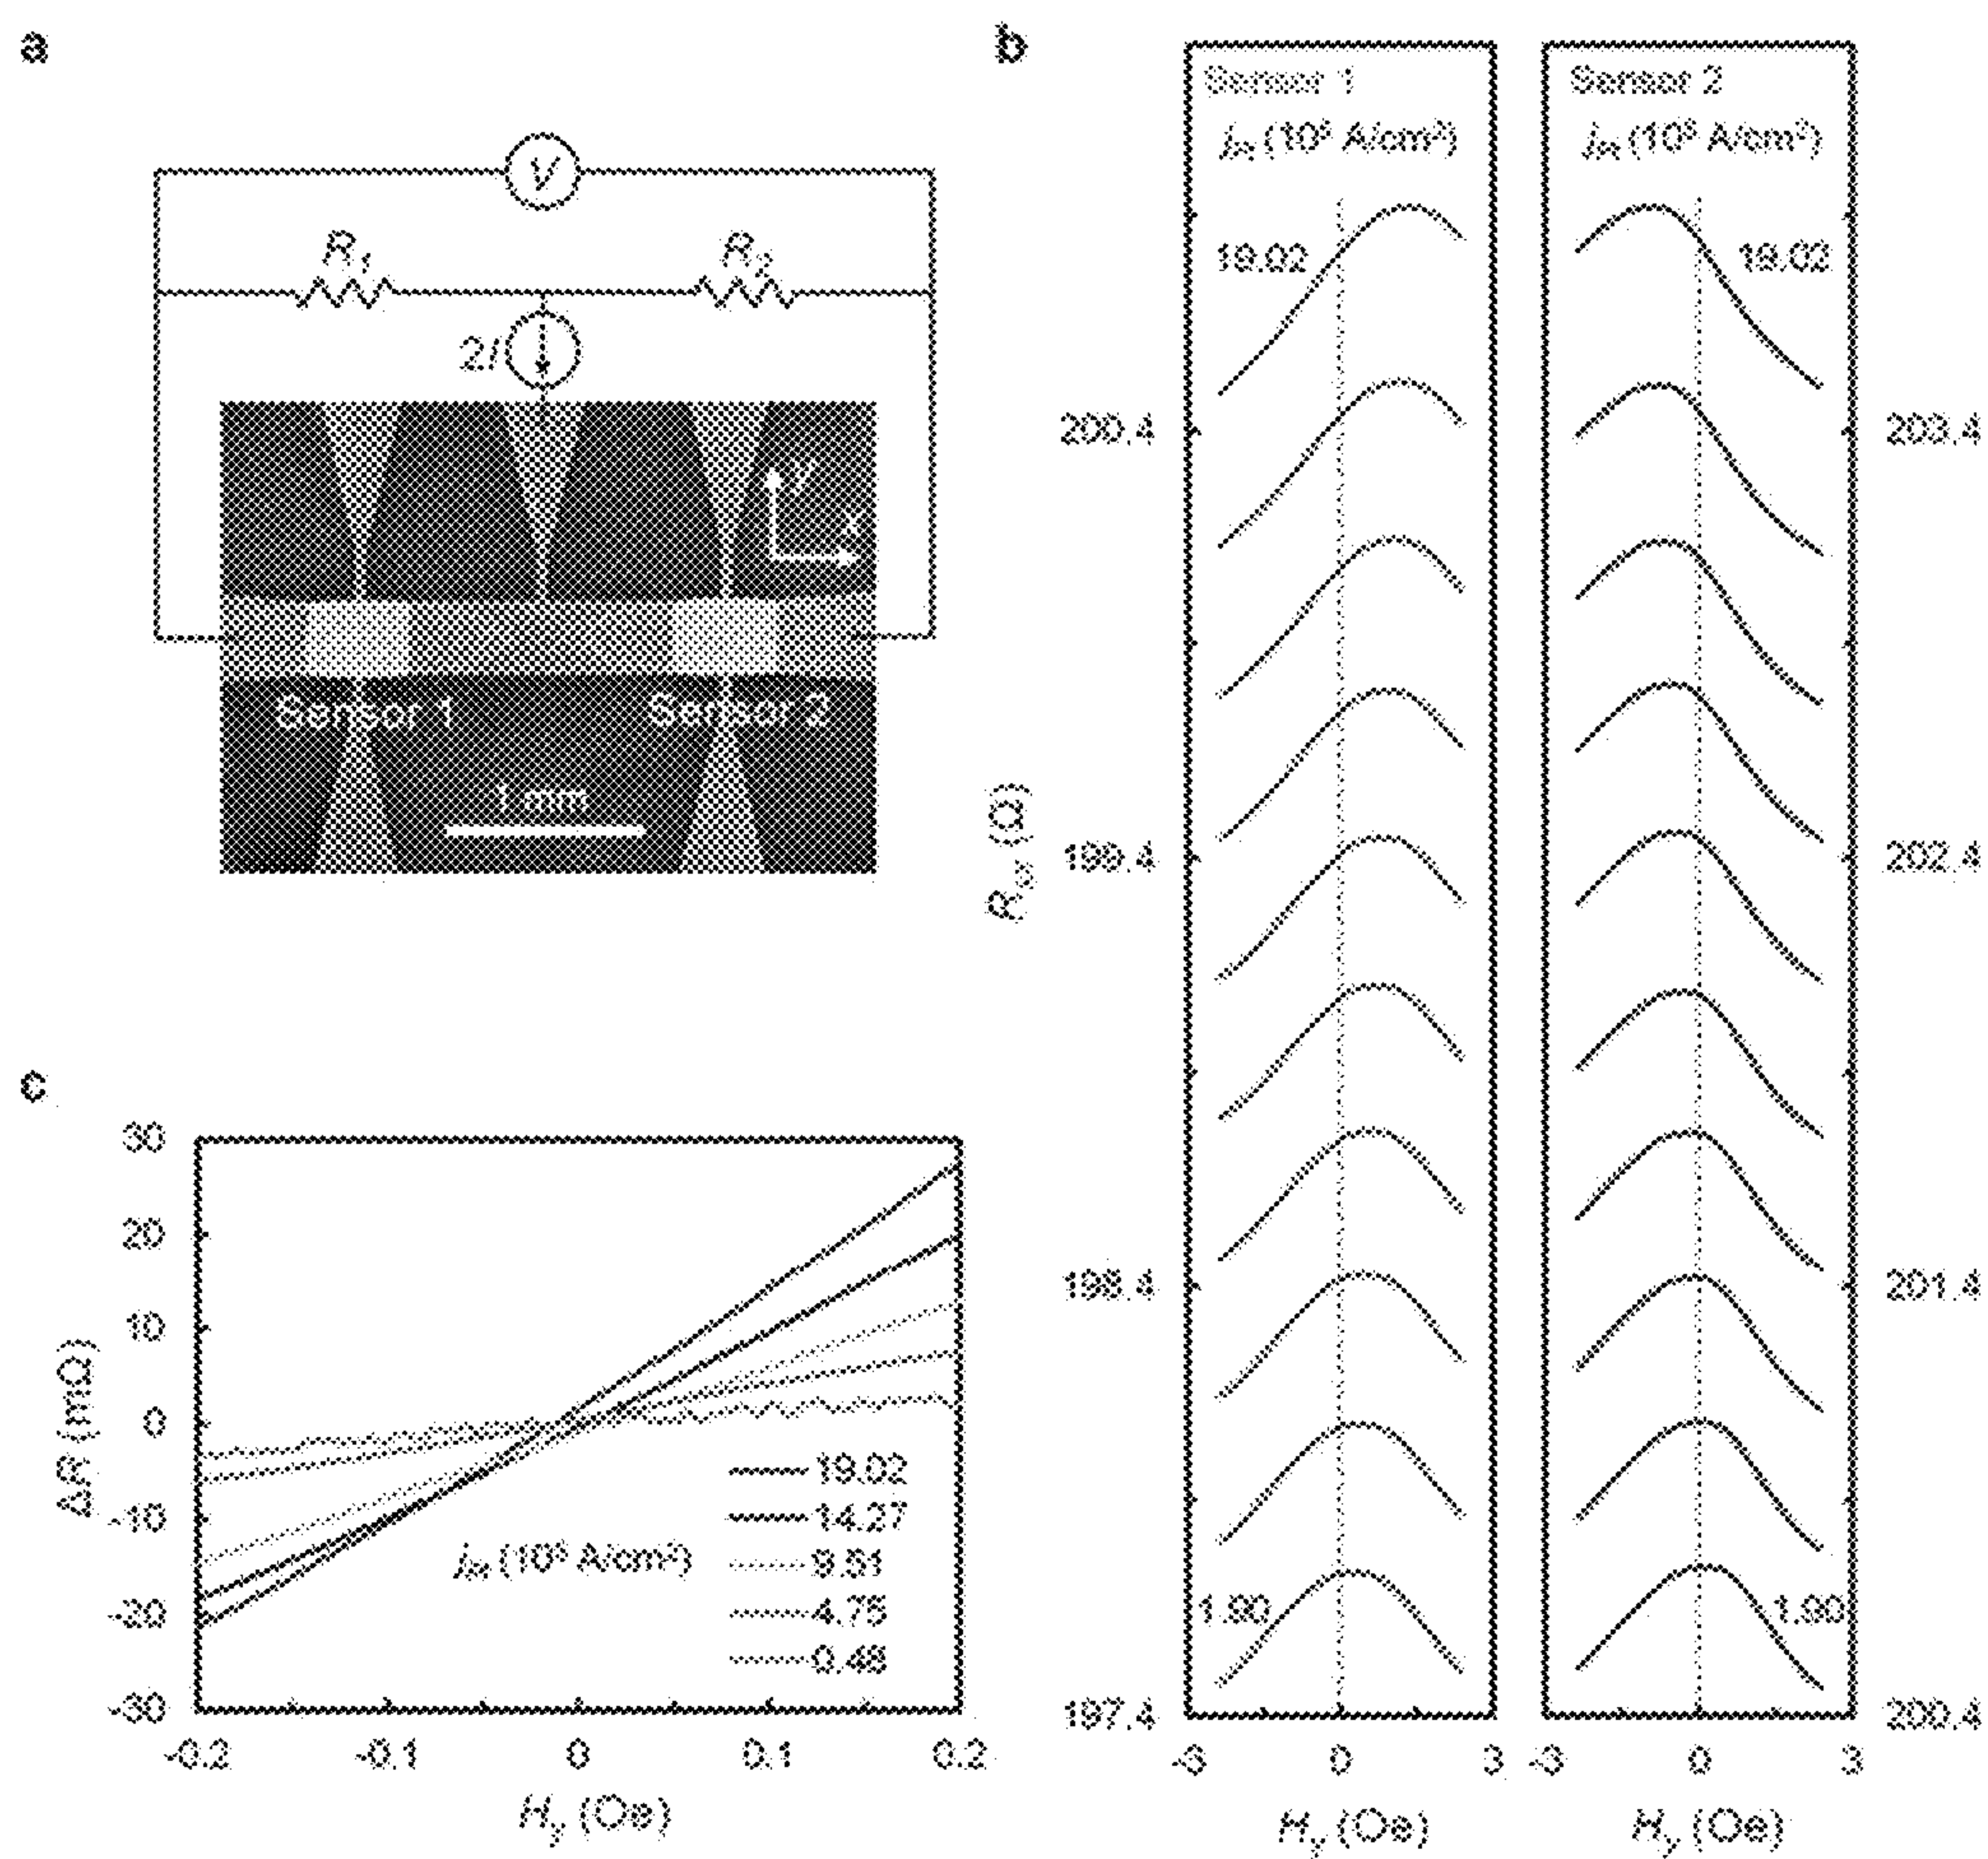 a
V
R1
R2
2I
y
x
Sensor 1
Sensor 2
1 mm
b
Sensor 1
jPt (10⁵ A/cm²)
19.02
1.90
Sensor 2
jPt (10⁵ A/cm²)
19.02
1.90
Rxx (Ω)
200.4
199.4
198.4
197.4
203.4
202.4
201.4
200.4
-3
0
3
-3
0
3
Hy (Oe)
Hy (Oe)
c
30
20
10
0
-10
-20
-30
ΔR (mΩ)
19.02
14.27
9.51
4.75
0.48
jPt (10⁵ A/cm²)
-0.2
-0.1
0
0.1
0.2
Hy (Oe)